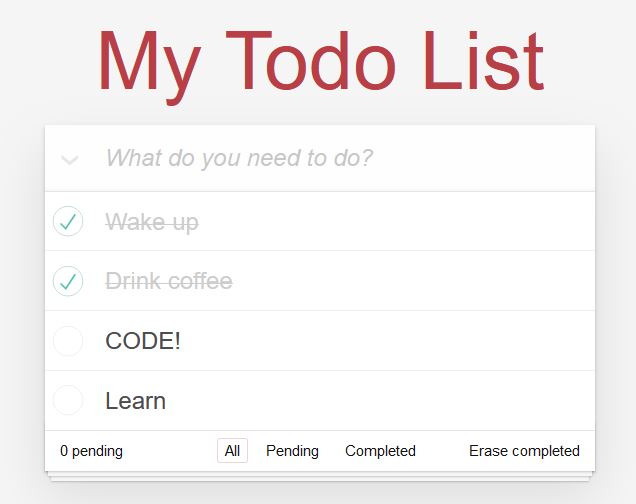 My Todo List
What do you need to do?
Wake up
Drink coffee
CODE!
Learn
0 pending All Pending Completed Erase completed